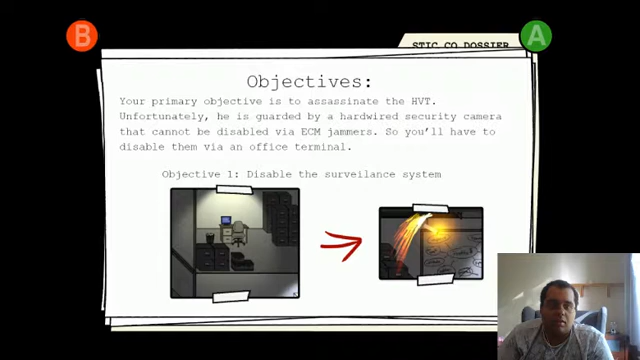 B
STIC CO DOSSIER
A
Objectives:
Your primary objective is to assassinate the HVT.
Unfortunately, he is guarded by a hardwired security camera
that cannot be disabled via ECM jammers. So you'll have to
disable them via an office terminal.
Objective 1: Disable the surveilance system